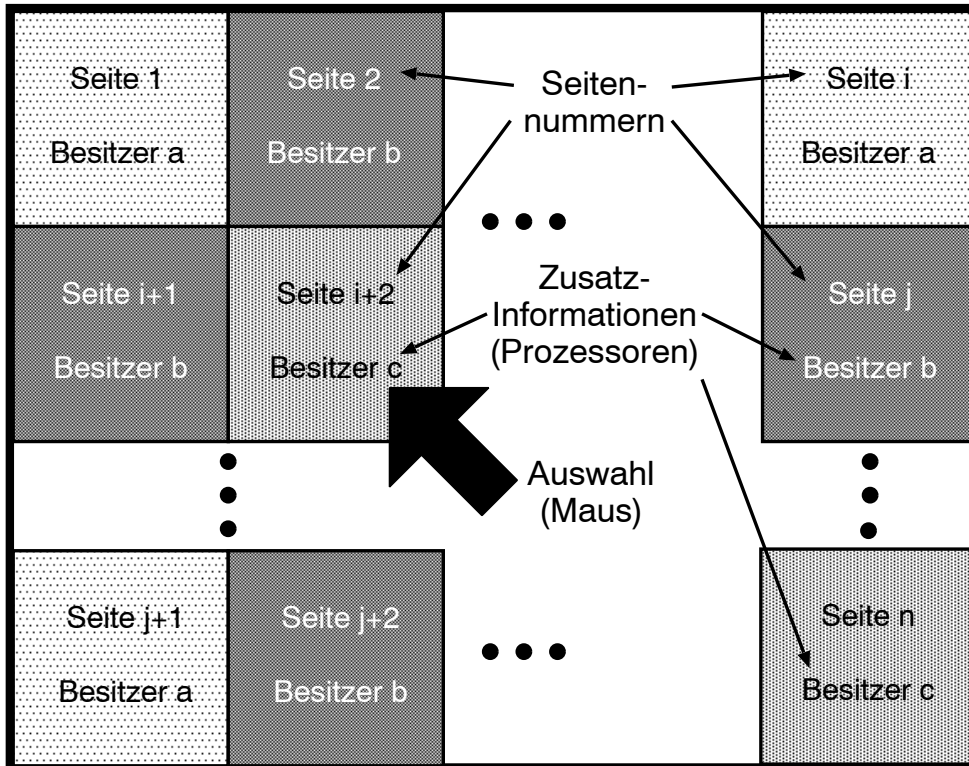 Seite 1
Besitzer a
Seite 2
Besitzer b
Seiten-
nummern
Seite i
Besitzer a
Seite i+1
Besitzer b
Seite i+2
Besitzer c
Zusatz-
Informationen
(Prozessoren)
Seite j
Besitzer b
Auswahl
(Maus)
Seite j+1
Besitzer a
Seite j+2
Besitzer b
Seite n
Besitzer c